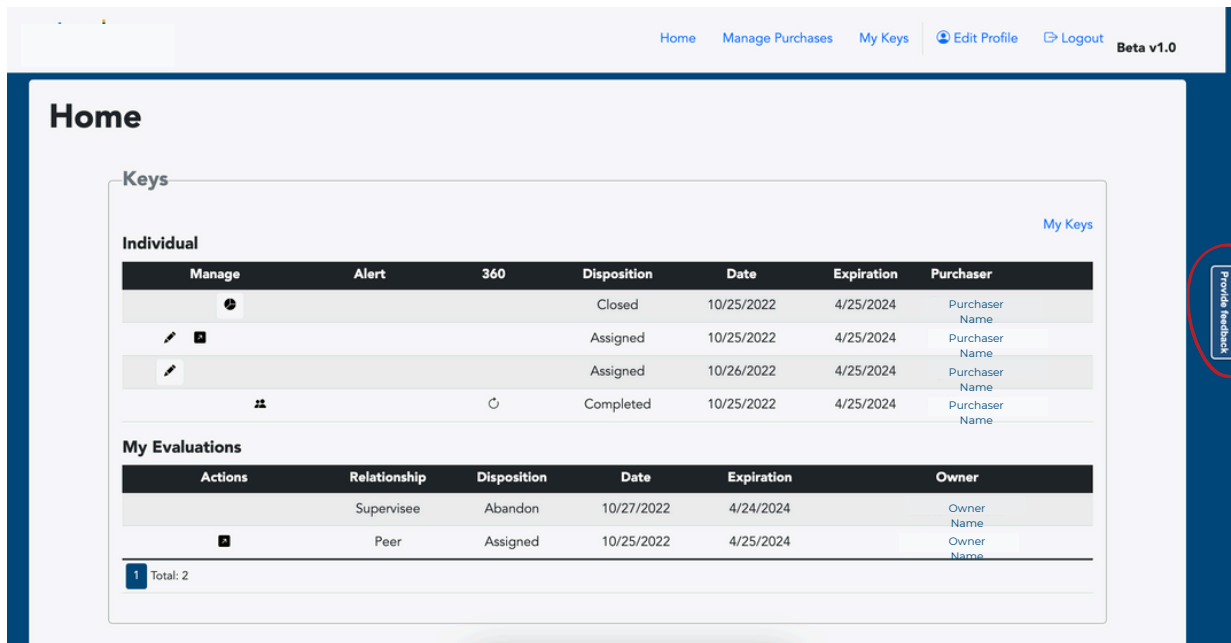 Home Manage Purchases My Keys Edit Profile Logout Beta v1.0
Home
Keys
My Keys
Individual
Manage Alert 360 Disposition Date Expiration Purchaser
Closed 10/25/2022 4/25/2024 Purchaser
Name
Assigned 10/25/2022 4/25/2024 Purchaser
Name
Assigned 10/26/2022 4/25/2024 Purchaser
Name
Completed 10/25/2022 4/25/2024 Purchaser
Name
Provide feedback
My Evaluations
Actions Relationship Disposition Date Expiration Owner
Supervisee Abandon 10/27/2022 4/24/2024 Owner
Name
Peer Assigned 10/25/2022 4/25/2024 Owner
Name
1 Total: 2